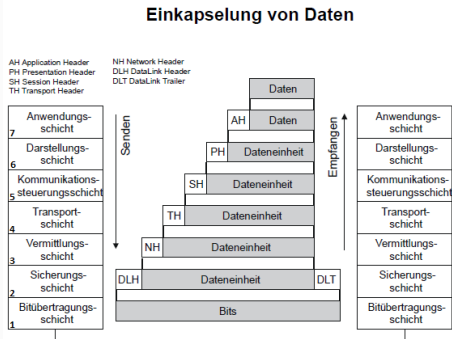 Einkapselung von Daten
AH Application Header
PH Presentation Header
SH Session Header
TH Transport Header
NH Network Header
DLH DataLink Header
DLT DataLink Trailer
Anwendungs-
schicht
7
Darstellungs-
schicht
6
Kommunikations-
steuerungsschicht
5
Transport-
schicht
4
Vermittlungs-
schicht
3
Sicherungs-
schicht
2
Bitübertragungs-
schicht
1
Senden
Daten
AH Daten
PH Dateneinheit
SH Dateneinheit
TH Dateneinheit
NH Dateneinheit
DLH Dateneinheit DLT
Bits
Empfangen
Anwendungs-
schicht
Darstellungs-
schicht
Kommunikations-
steuerungsschicht
Transport-
schicht
Vermittlungs-
schicht
Sicherungs-
schicht
Bitübertragungs-
schicht